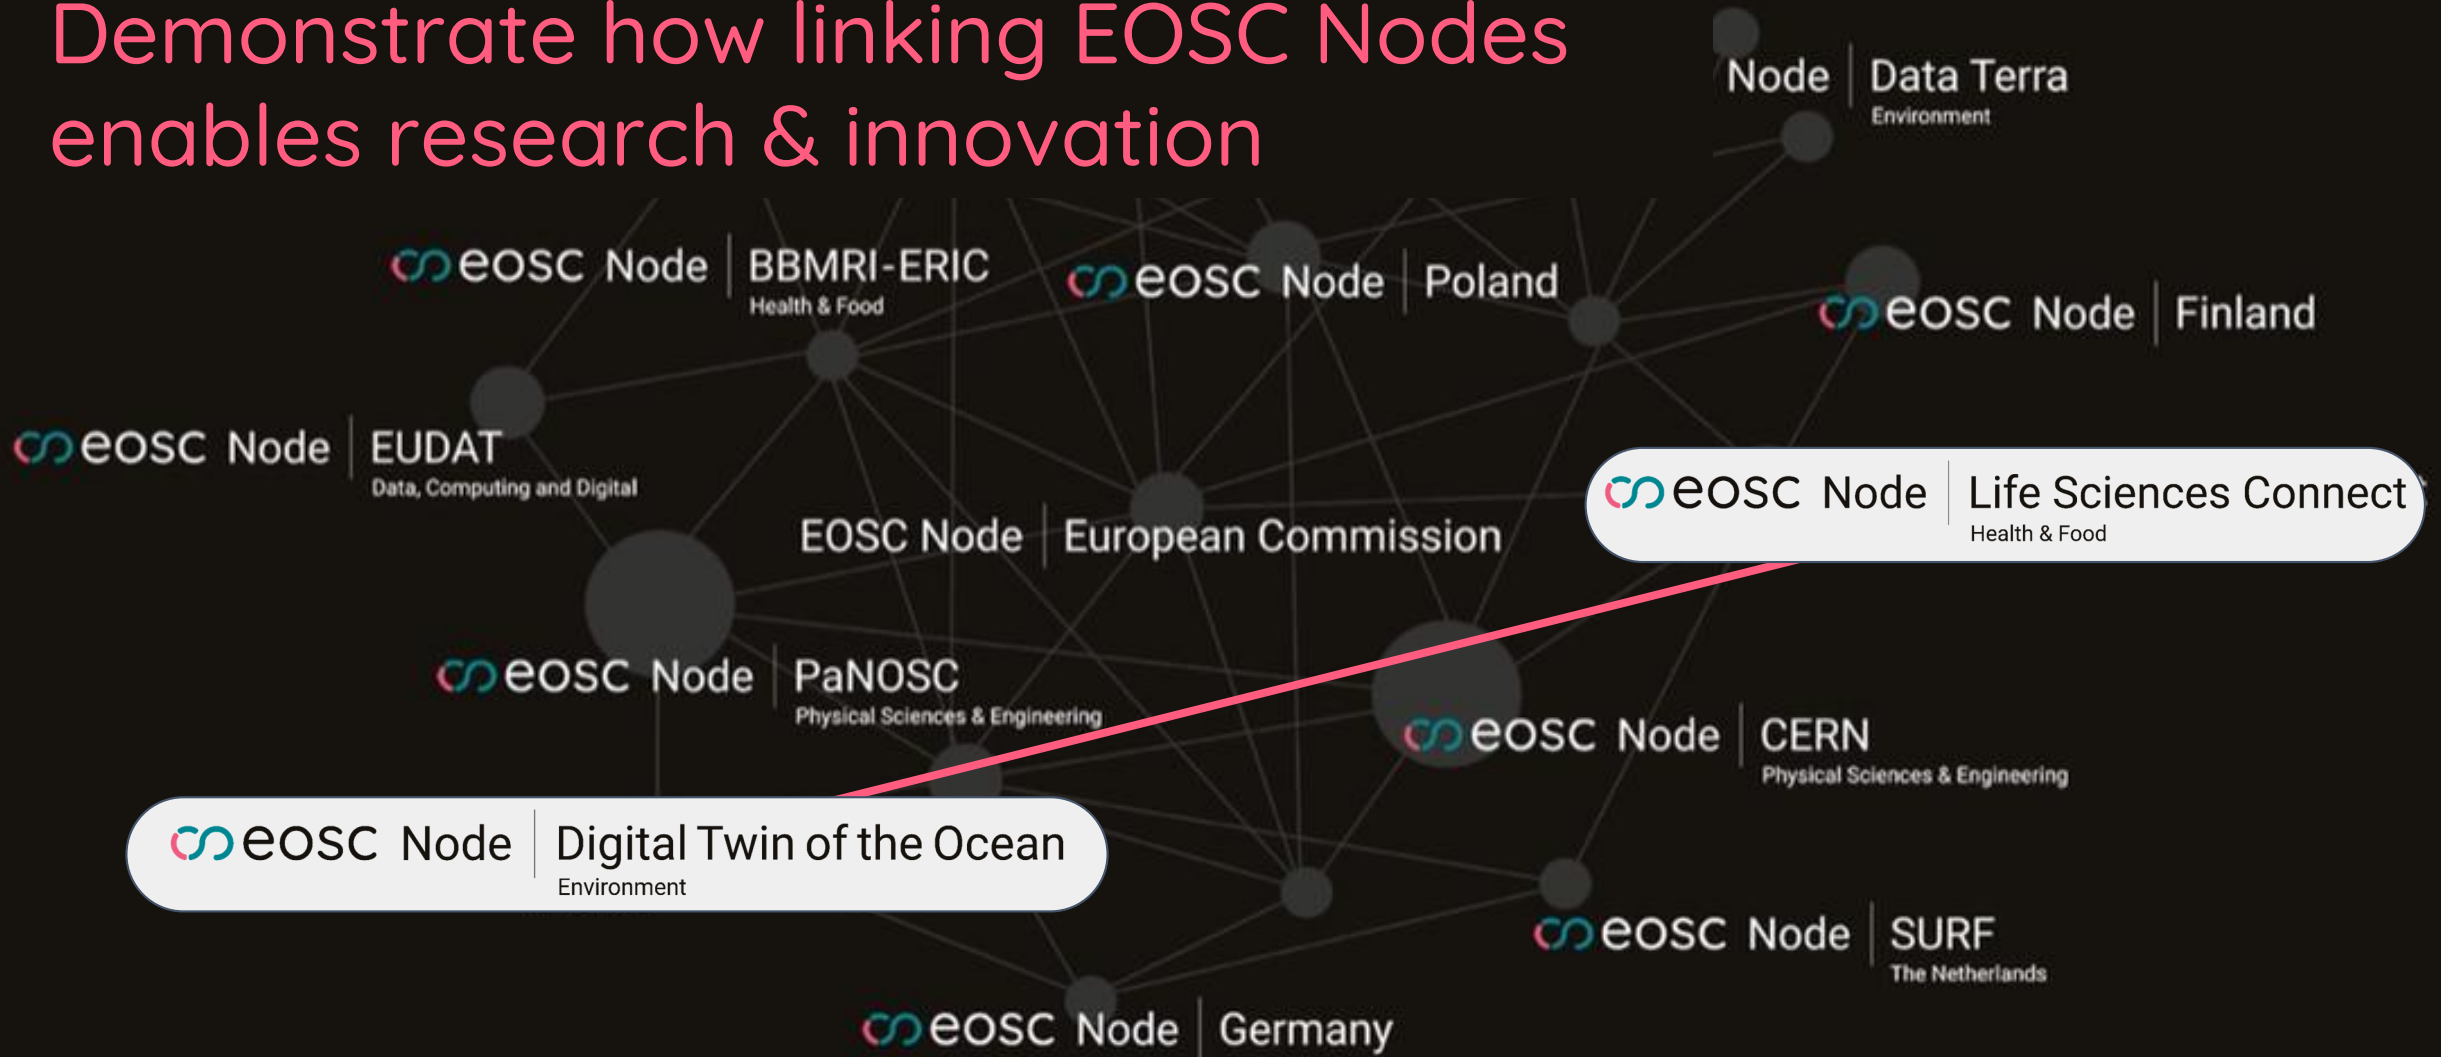 Demonstrate how linking EOSC Nodes
enables research & innovation
Node | Data Terra
Environment
eosc Node | BBMRI-ERIC
Health & Food
eosc Node | Poland
eosc Node | Finland
eosc Node | EUDAT
Data, Computing and Digital
eosc Node | Life Sciences Connect
Health & Food
EOSC Node | European Commission
eosc Node | PaNOSC
Physical Sciences & Engineering
eosc Node | CERN
Physical Sciences & Engineering
eosc Node | Digital Twin of the Ocean
Environment
eosc Node | SURF
The Netherlands
eosc Node | Germany